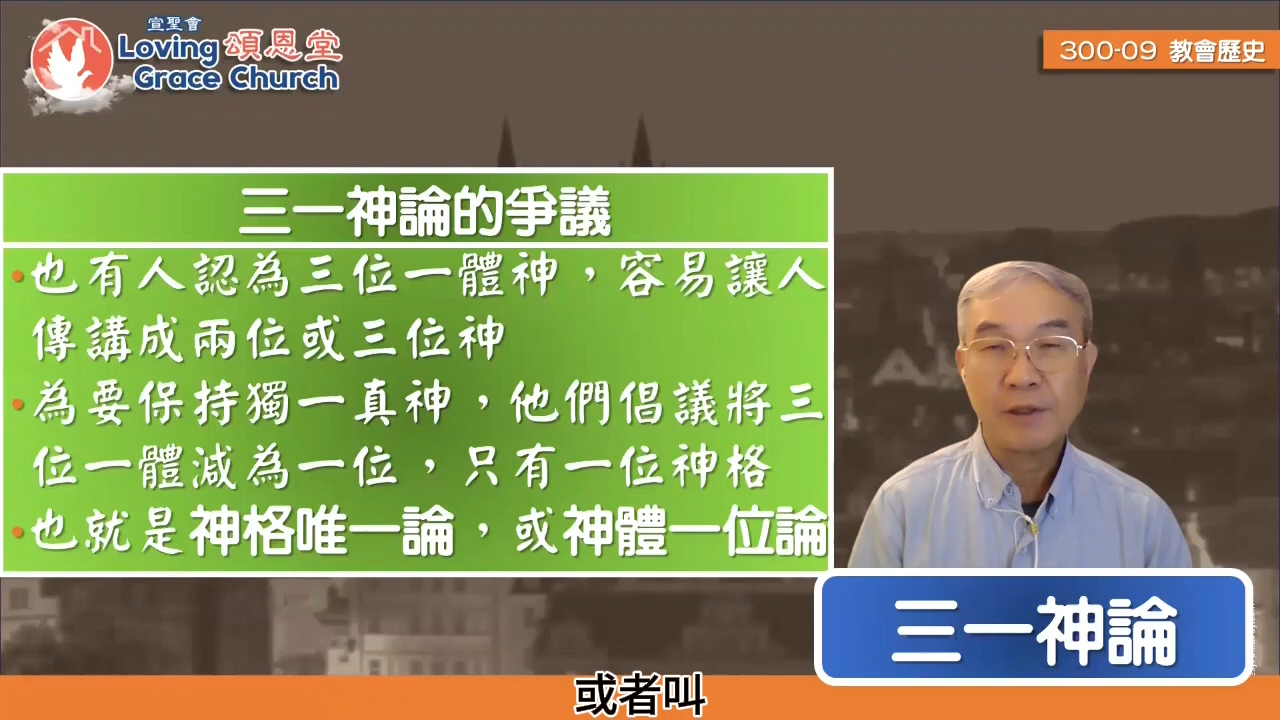 宣聖會
Loving 頌恩堂
Grace Church
300-09 教會歷史
三一神論的爭議
•也有人認為三位一體神，容易讓人
傳講成兩位或三位神
•為要保持獨一真神，他們倡議將三
位一體減為一位，只有一位神格
•也就是神格唯一論，或神體一位論
三一神論
或者叫